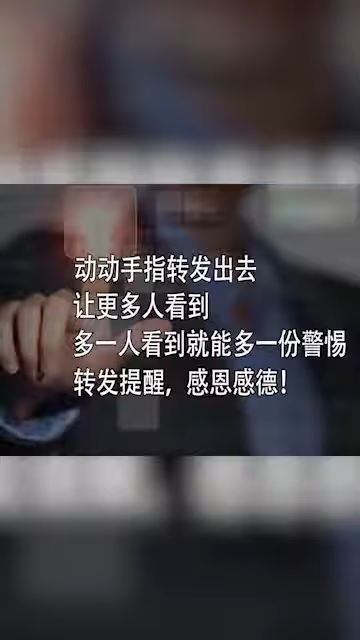 动动手指转发出去
让更多人看到
多一人看到就能多一份警惕
转发提醒，感恩感德！